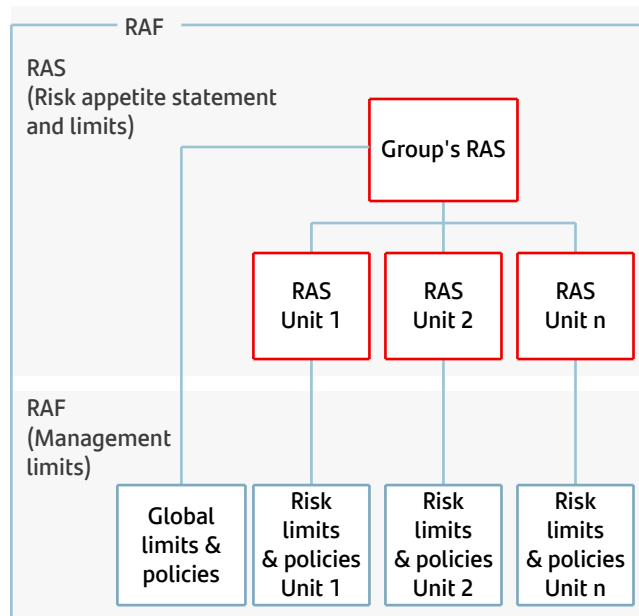 RAF
RAS
(Risk appetite statement
and limits)
Group's RAS
RAS
Unit 1
RAS
Unit 2
RAS
Unit n
RAF
(Management
limits)
Global
limits &
policies
Risk
limits
& policies
Unit 1
Risk
limits
& policies
Unit 2
Risk
limits
& policies
Unit n